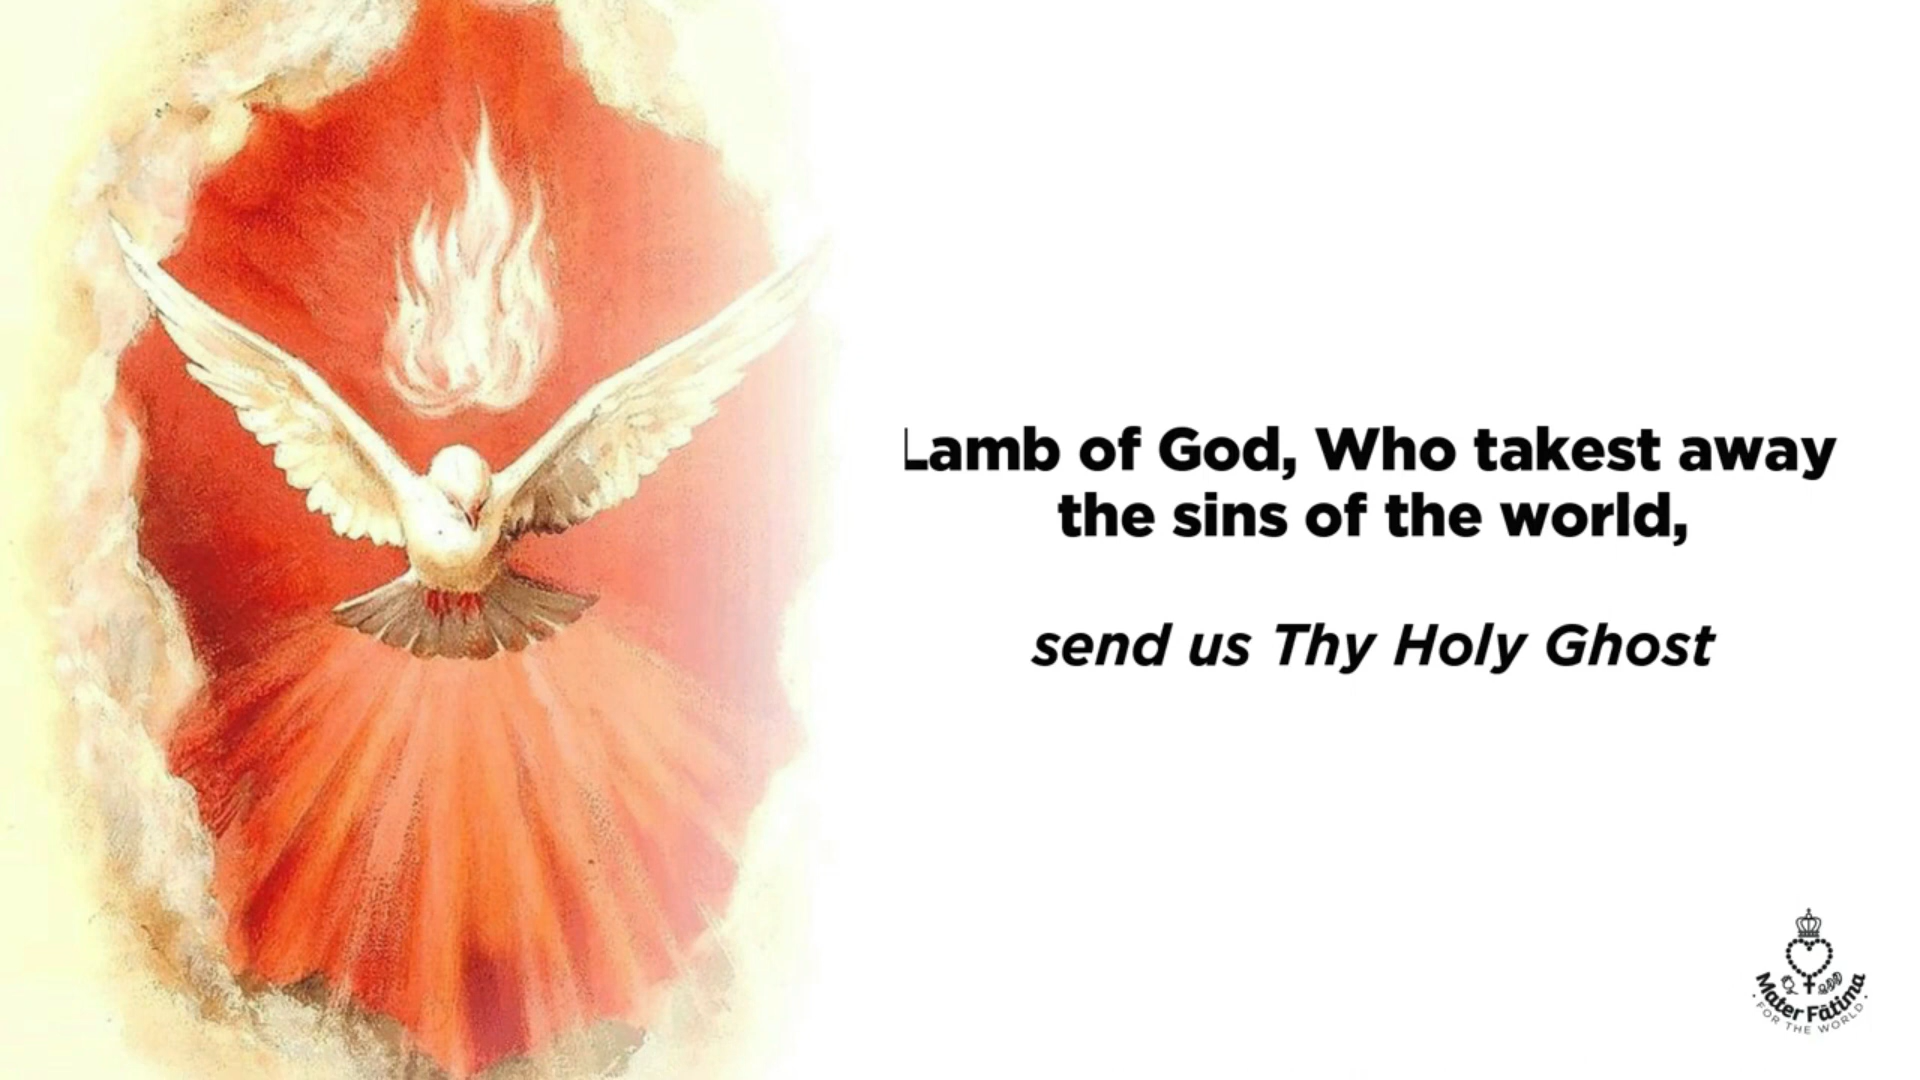 Lamb of God, Who takest away
the sins of the world,
send us Thy Holy Ghost
Mater Fátima
· FOR THE WORLD ·